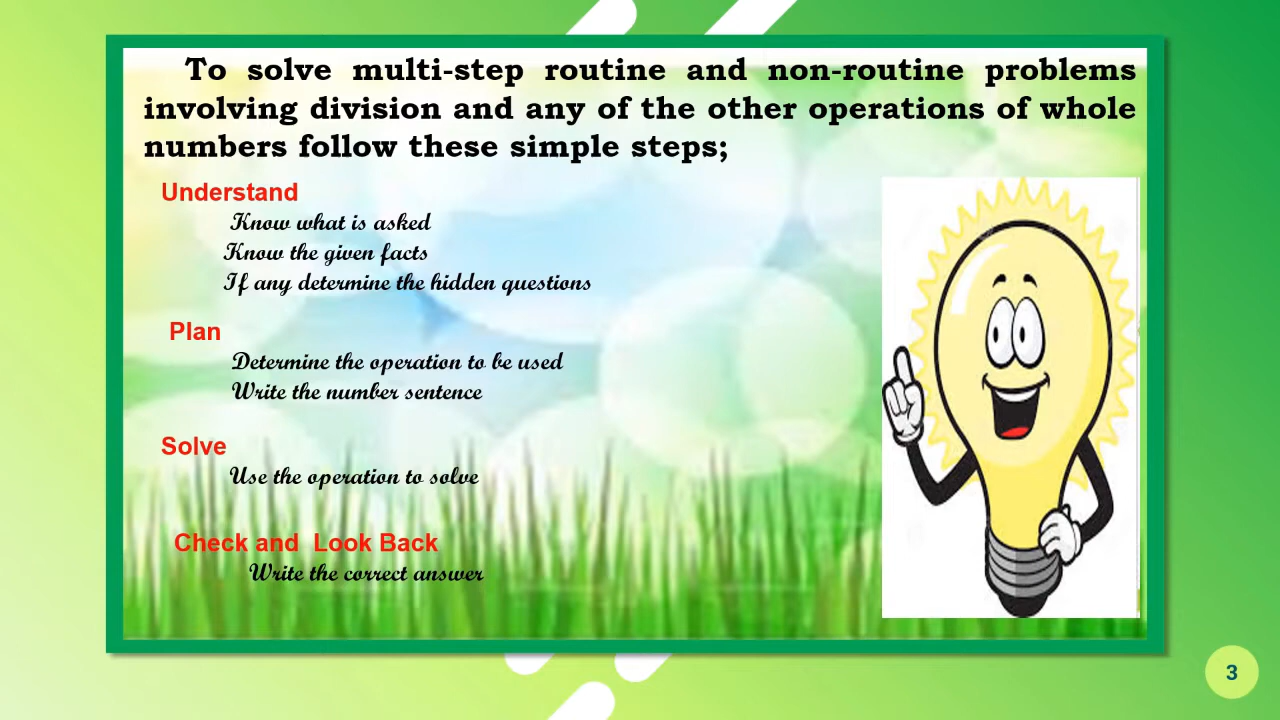 To solve multi-step routine and non-routine problems
involving division and any of the other operations of whole
numbers follow these simple steps;
Understand
Know what is asked
Know the given facts
If any determine the hidden questions
Plan
Determine the operation to be used
Write the number sentence
Solve
Use the operation to solve
Check and Look Back
Write the correct answer
3